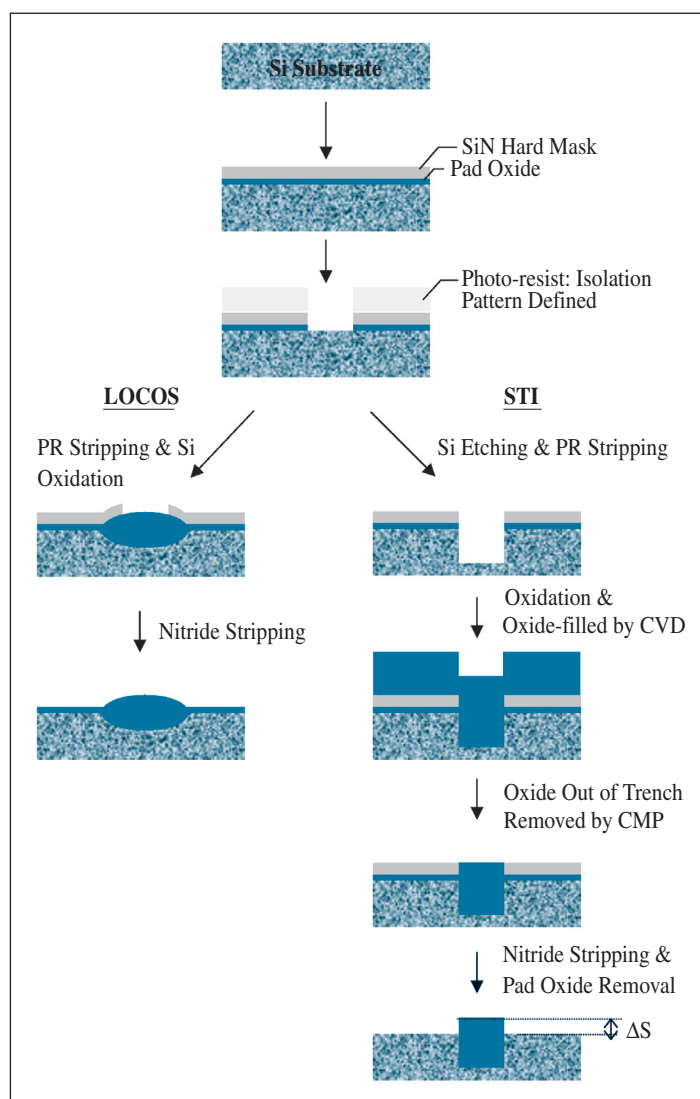 Si Substrate
SiN Hard Mask
Pad Oxide
Photo-resist: Isolation
Pattern Defined
LOCOS
STI
PR Stripping & Si
Oxidation
Si Etching & PR Stripping
Oxidation &
Oxide-filled by CVD
Nitride Stripping
Oxide Out of Trench
Removed by CMP
Nitride Stripping &
Pad Oxide Removal
ΔS